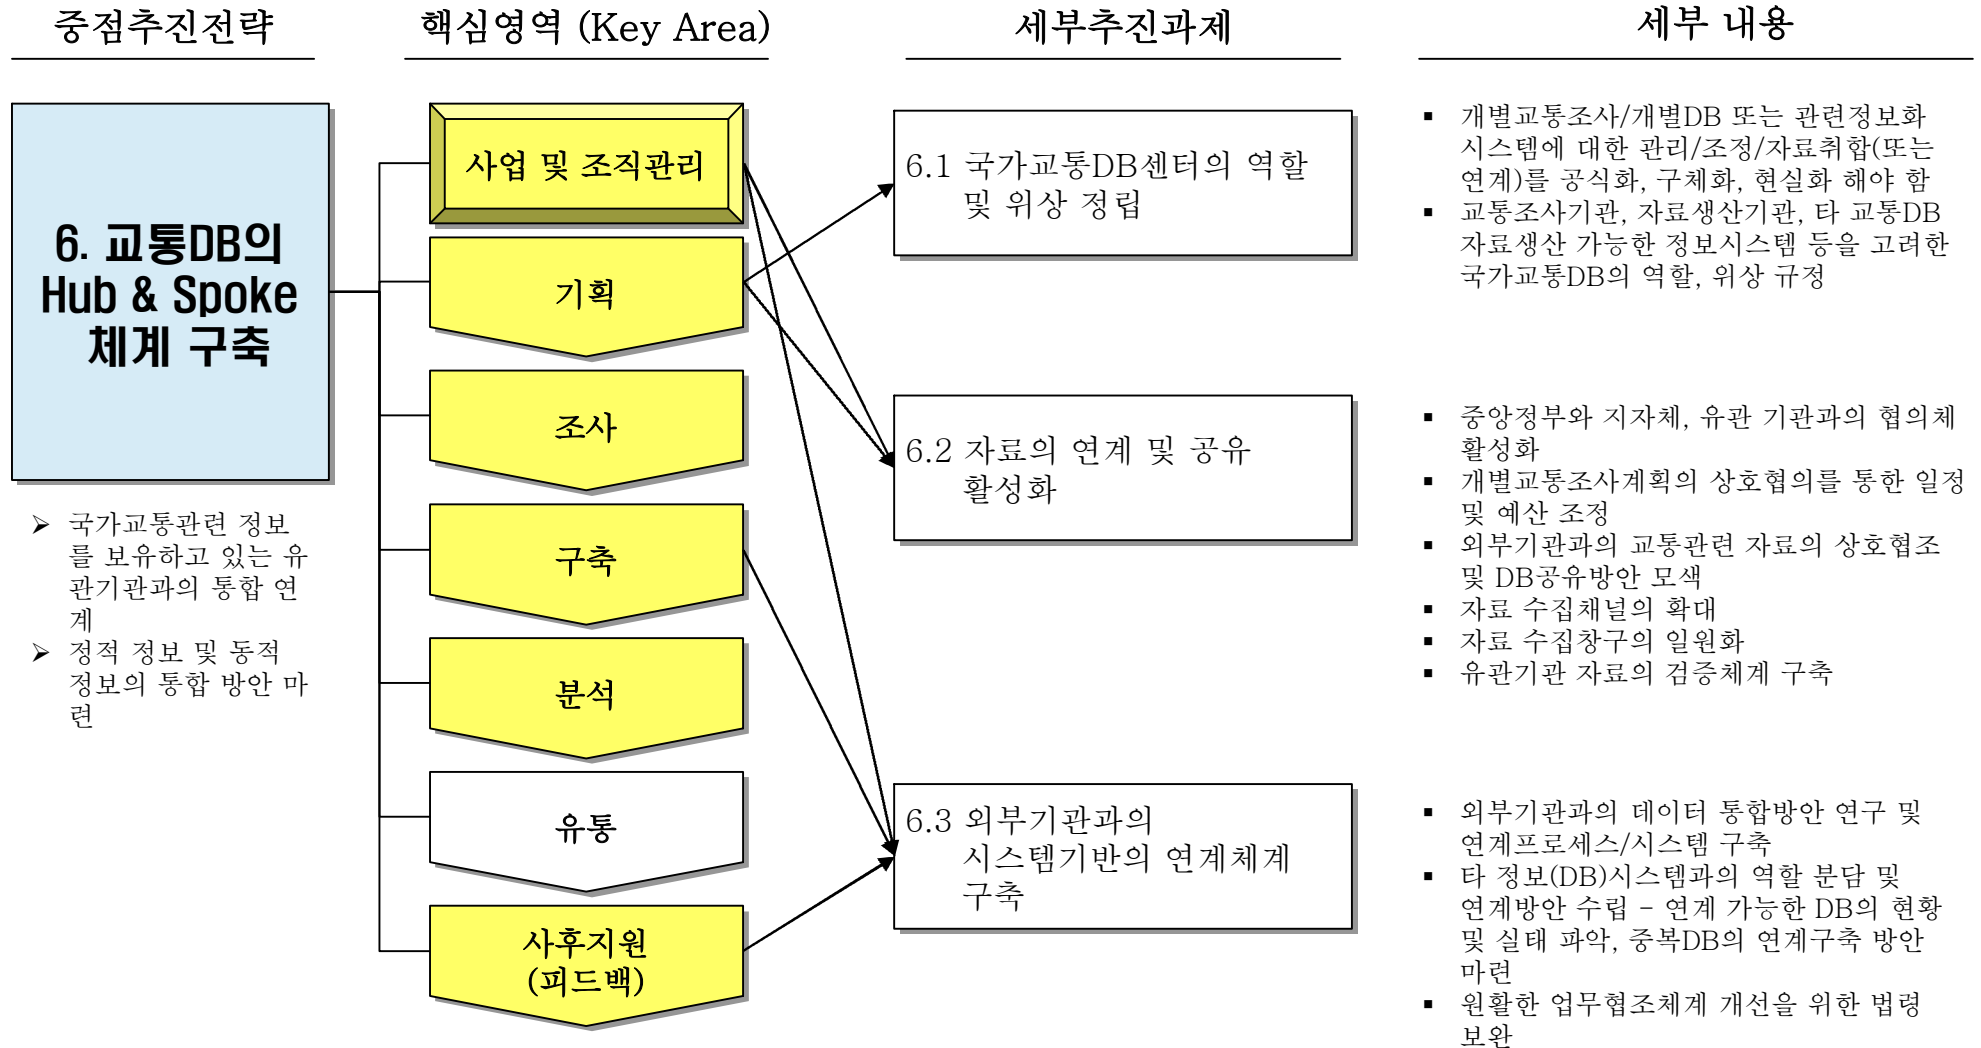 중점추진전략
핵심영역 (Key Area)
세부추진과제
세부 내용
6. 교통DB의
Hub & Spoke
체계 구축
➢ 국가교통관련 정보
를 보유하고 있는 유
관기관과의 통합 연
계
➢ 정적 정보 및 동적
정보의 통합 방안 마
련
사업 및 조직관리
기획
조사
구축
분석
유통
사후지원
(피드백)
6.1 국가교통DB센터의 역할
및 위상 정립
6.2 자료의 연계 및 공유
활성화
6.3 외부기관과의
시스템기반의 연계체계
구축
▪ 개별교통조사/개별DB 또는 관련정보화
시스템에 대한 관리/조정/자료취합(또는
연계)를 공식화, 구체화, 현실화 해야 함
▪ 교통조사기관, 자료생산기관, 타 교통DB
자료생산 가능한 정보시스템 등을 고려한
국가교통DB의 역할, 위상 규정
▪ 중앙정부와 지자체, 유관 기관과의 협의체
활성화
▪ 개별교통조사계획의 상호협의를 통한 일정
및 예산 조정
▪ 외부기관과의 교통관련 자료의 상호협조
및 DB공유방안 모색
▪ 자료 수집채널의 확대
▪ 자료 수집창구의 일원화
▪ 유관기관 자료의 검증체계 구축
▪ 외부기관과의 데이터 통합방안 연구 및
연계프로세스/시스템 구축
▪ 타 정보(DB)시스템과의 역할 분담 및
연계방안 수립 – 연계 가능한 DB의 현황
및 실태 파악, 중복DB의 연계구축 방안
마련
▪ 원활한 업무협조체계 개선을 위한 법령
보완